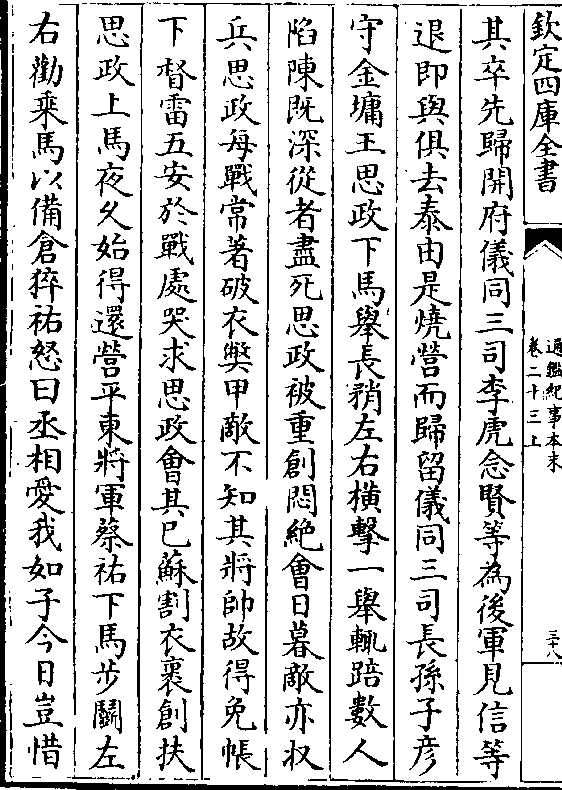 欽定四庫全書
通鑑紀事本末
卷二十三上
三十八
其卒先歸開府儀同三司李虎念賢等為後軍見信等
退即與俱去泰由是燒營而歸留儀同三司長孫子彦
守金墉王思政下馬舉長矟左右横擊一舉輒踣數人
陷陳既深從者盡死思政被重創悶絶會日暮敵亦收
兵思政每戰常著破衣弊甲敵不知其將帥故得免帳
下督雷五安於戰處哭求思政會其已蘇割衣裹創扶
思政上馬夜久始得還營平東將軍蔡祐下馬步鬭左
右勸乘馬以備倉猝祐怒曰丞相愛我如子今日豈惜